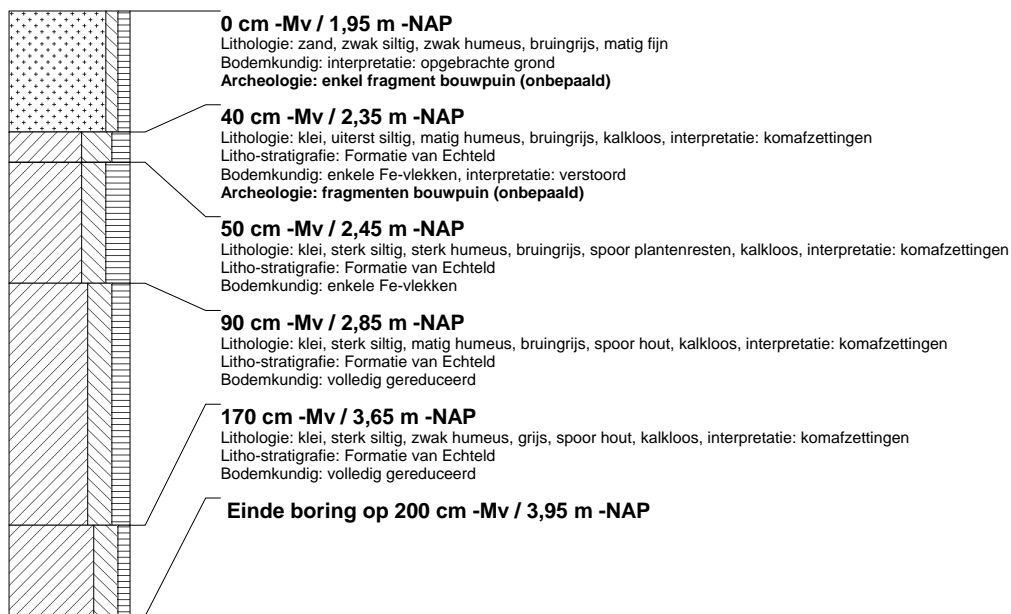 0 cm -Mv / 1,95 m -NAP
Lithologie: zand, zwak siltig, zwak humeus, bruingrijs, matig fijn
Bodemkundig: interpretatie: opgebrachte grond
Archeologie: enkel fragment bouwpuin (onbepaald)
40 cm -Mv / 2,35 m -NAP
Lithologie: klei, uiterst siltig, matig humeus, bruingrijs, kalkloos, interpretatie: komafzettingen
Litho-stratigrafie: Formatie van Echteld
Bodemkundig: enkele Fe-vlekken, interpretatie: verstoord
Archeologie: fragmenten bouwpuin (onbepaald)
50 cm -Mv / 2,45 m -NAP
Lithologie: klei, sterk siltig, sterk humeus, bruingrijs, spoor plantenresten, kalkloos, interpretatie: komafzettingen
Litho-stratigrafie: Formatie van Echteld
Bodemkundig: enkele Fe-vlekken
90 cm -Mv / 2,85 m -NAP
Lithologie: klei, sterk siltig, matig humeus, bruingrijs, spoor hout, kalkloos, interpretatie: komafzettingen
Litho-stratigrafie: Formatie van Echteld
Bodemkundig: volledig gereduceerd
170 cm -Mv / 3,65 m -NAP
Lithologie: klei, sterk siltig, zwak humeus, grijs, spoor hout, kalkloos, interpretatie: komafzettingen
Litho-stratigrafie: Formatie van Echteld
Bodemkundig: volledig gereduceerd
Einde boring op 200 cm -Mv / 3,95 m -NAP